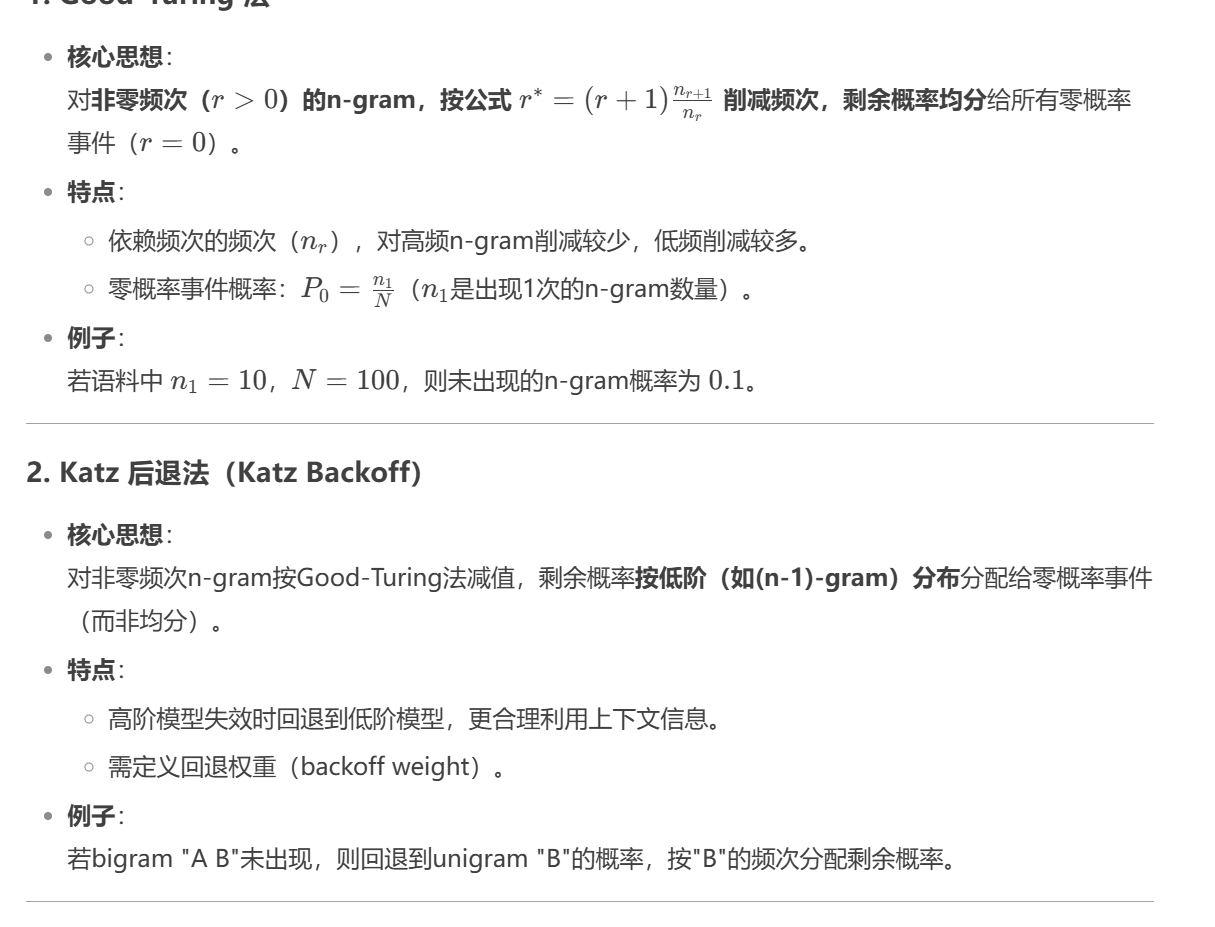 1. Good-Turing 法
• 核心思想:
对非零频次（r > 0）的n-gram，按公式 r* = (r + 1) n_{r+1}/n_r 削减频次，剩余概率均分给所有零概率
事件（r = 0）。
• 特点:
○ 依赖频次的频次（n_r），对高频n-gram削减较少，低频削减较多。
○ 零概率事件概率：P_0 = n_1/N（n_1是出现1次的n-gram数量）。
• 例子:
若语料中 n_1 = 10，N = 100，则未出现的n-gram概率为 0.1。
2. Katz 后退法（Katz Backoff）
• 核心思想:
对非零频次n-gram按Good-Turing法减值，剩余概率按低阶（如(n-1)-gram）分布分配给零概率事件
（而非均分）。
• 特点:
○ 高阶模型失效时回退到低阶模型，更合理利用上下文信息。
○ 需定义回退权重（backoff weight）。
• 例子:
若bigram "A B"未出现，则回退到unigram "B"的概率，按"B"的频次分配剩余概率。